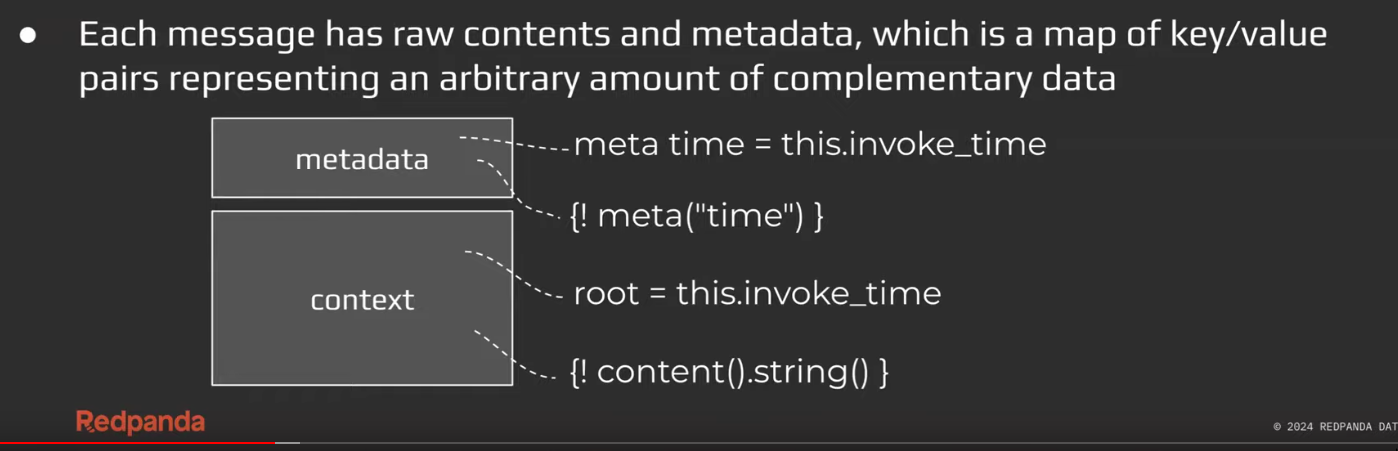 ● Each message has raw contents and metadata, which is a map of key/value
pairs representing an arbitrary amount of complementary data
metadata
meta time = this.invoke_time
{! meta("time") }
context
root = this.invoke_time
{! content().string() }
Redpanda
© 2024 REDPANDA DAT